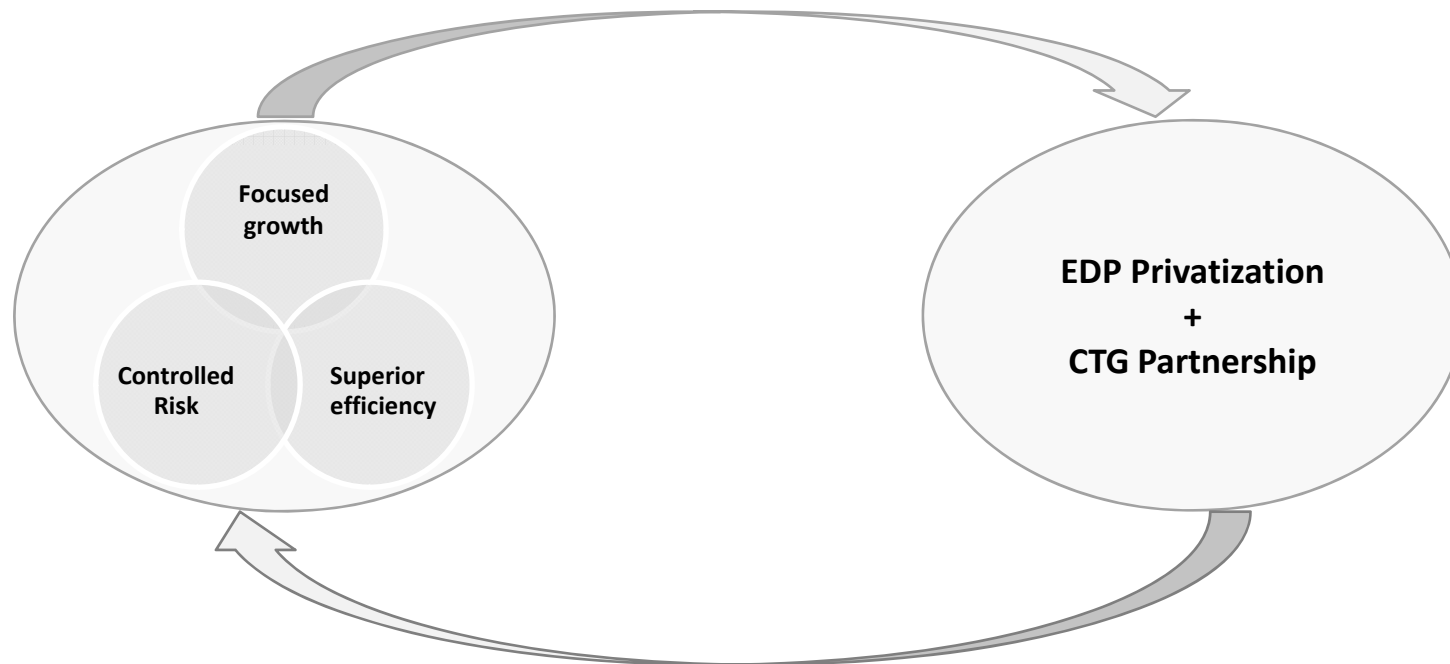 Focused
growth
Controlled
Risk
Superior
efficiency
EDP Privatization
+
CTG Partnership